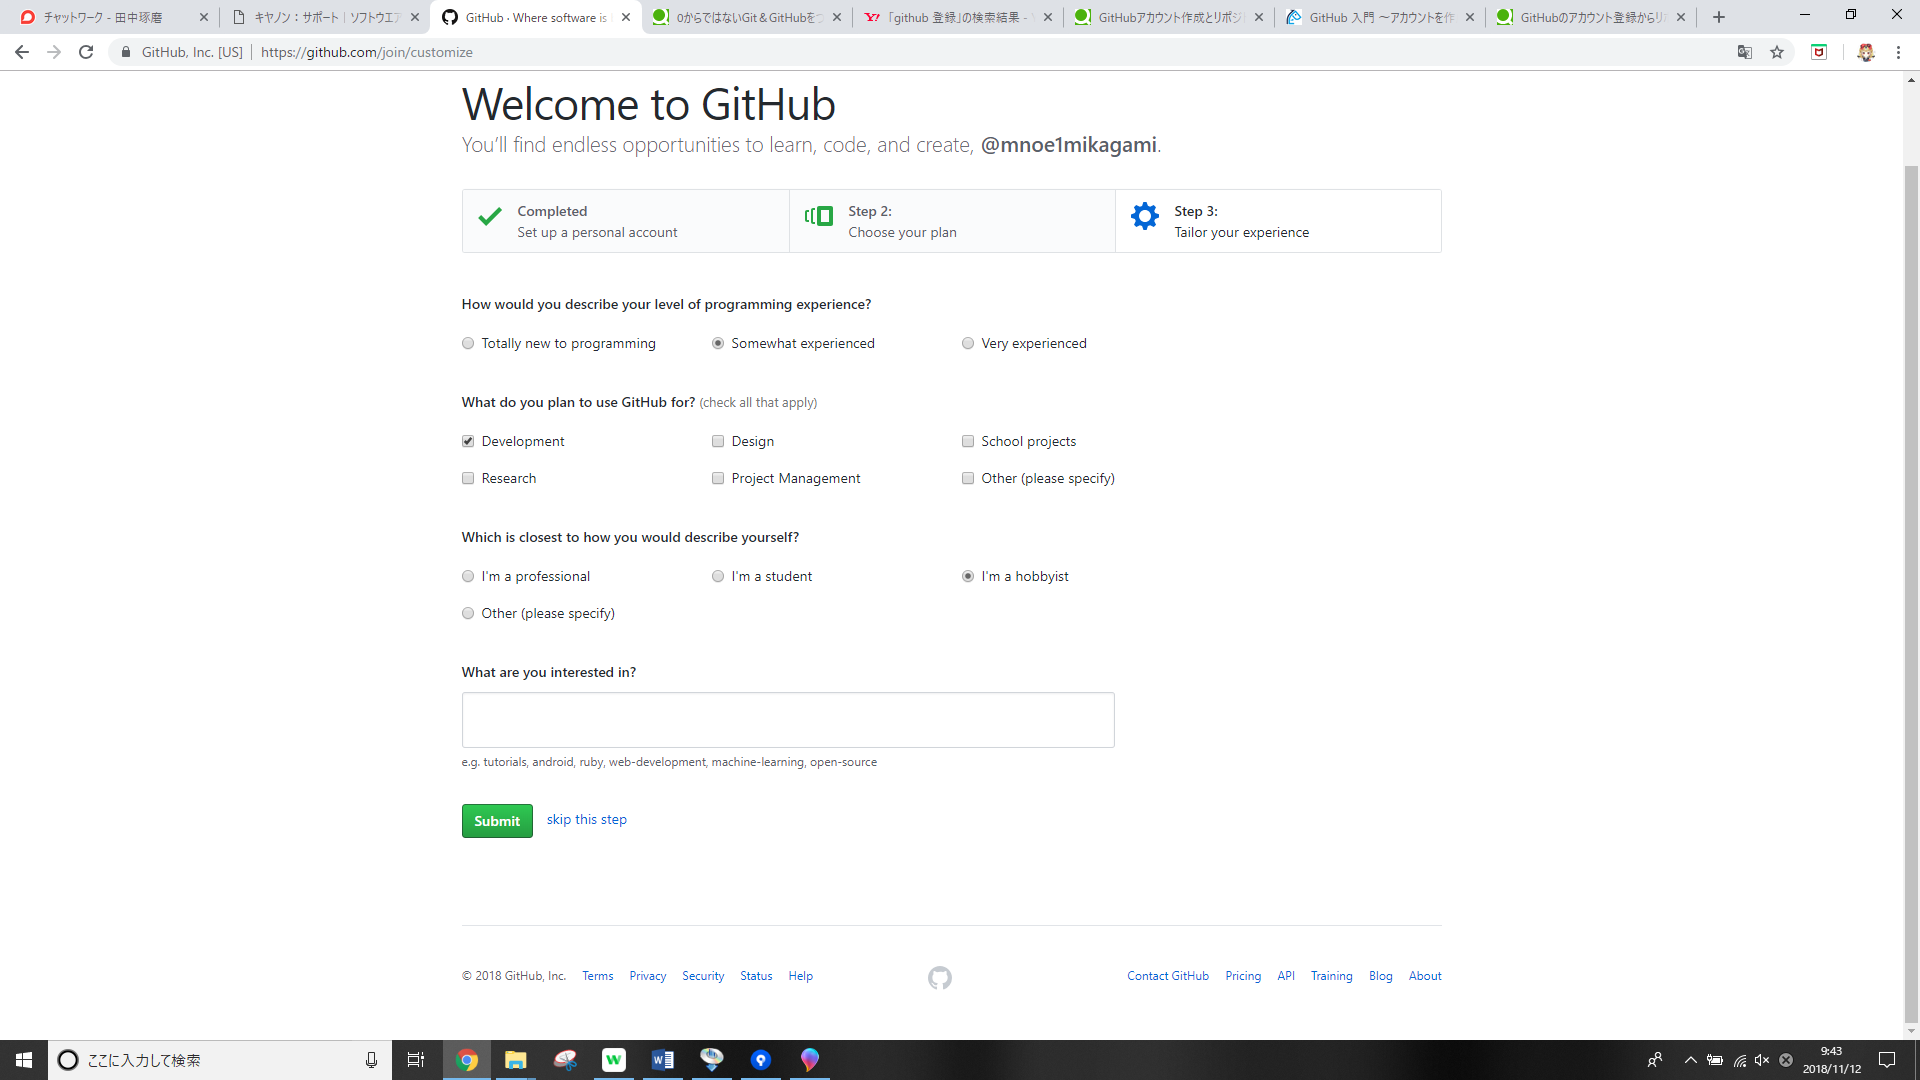 チャットワーク - 田中琢磨
キヤノン：サポート｜ソフトウエア
GitHub · Where software is
0からではないGit＆GitHubをつ
「github 登録」の検索結果 -
GitHubアカウント作成とリポジ
GitHub 入門 ～アカウントを作
GitHubのアカウント登録からリポ
GitHub, Inc. [US]
https://github.com/join/customize
Welcome to GitHub
You'll find endless opportunities to learn, code, and create, @mnoe1mikagami.
Completed
Set up a personal account
Step 2:
Choose your plan
Step 3:
Tailor your experience
How would you describe your level of programming experience?
Totally new to programming
Somewhat experienced
Very experienced
What do you plan to use GitHub for? (check all that apply)
Development
Design
School projects
Research
Project Management
Other (please specify)
Which is closest to how you would describe yourself?
I'm a professional
I'm a student
I'm a hobbyist
Other (please specify)
What are you interested in?
e.g. tutorials, android, ruby, web-development, machine-learning, open-source
Submit
skip this step
© 2018 GitHub, Inc.
Terms
Privacy
Security
Status
Help
Contact GitHub
Pricing
API
Training
Blog
About
ここに入力して検索
9:43
2018/11/12